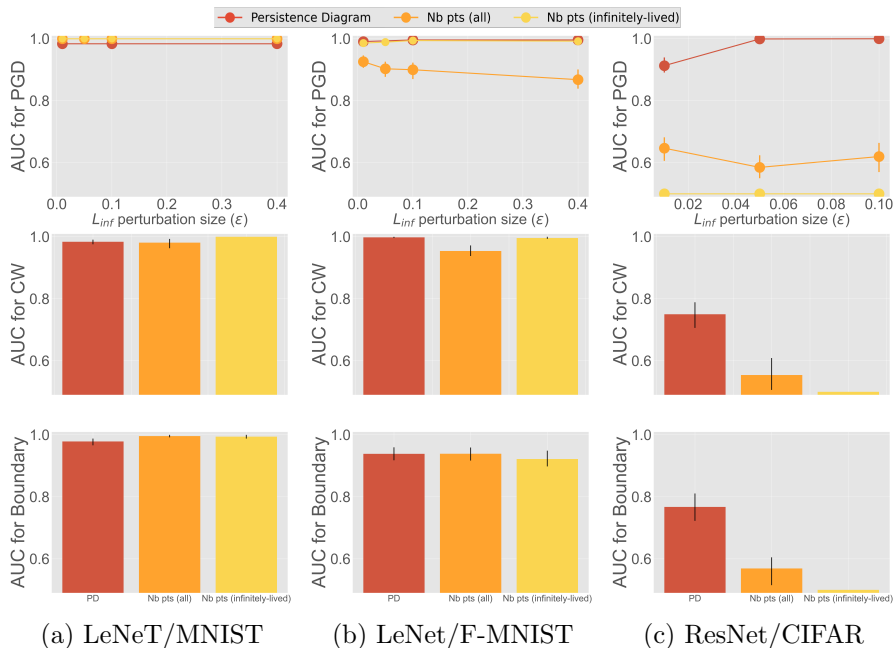 Persistence Diagram Nb pts (all) Nb pts (infinitely-lived)
AUC for PGD
1.0
0.8
0.6
0.0 0.1 0.2 0.3 0.4
L_inf perturbation size (ε)
AUC for PGD
1.0
0.8
0.6
0.0 0.1 0.2 0.3 0.4
L_inf perturbation size (ε)
AUC for PGD
1.0
0.8
0.6
0.02 0.04 0.06 0.08 0.10
L_inf perturbation size (ε)
AUC for CW
1.0
0.8
0.6
AUC for CW
1.0
0.8
0.6
AUC for CW
1.0
0.8
0.6
AUC for Boundary
1.0
0.8
0.6
PD Nb pts (all) Nb pts (infinitely-lived)
AUC for Boundary
1.0
0.8
0.6
PD Nb pts (all) Nb pts (infinitely-lived)
AUC for Boundary
1.0
0.8
0.6
PD Nb pts (all) Nb pts (infinitely-lived)
(a) LeNeT/MNIST (b) LeNet/F-MNIST (c) ResNet/CIFAR